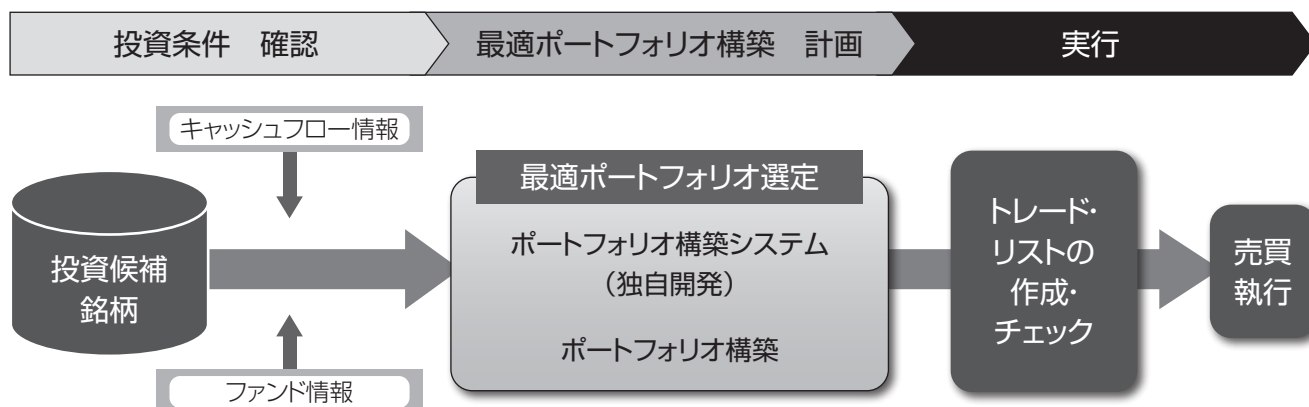 投資条件　確認
最適ポートフォリオ構築　計画
実行
キャッシュフロー情報
投資候補
銘柄
ファンド情報
最適ポートフォリオ選定
ポートフォリオ構築システム
（独自開発）
ポートフォリオ構築
トレード・
リストの
作成・
チェック
売買
執行